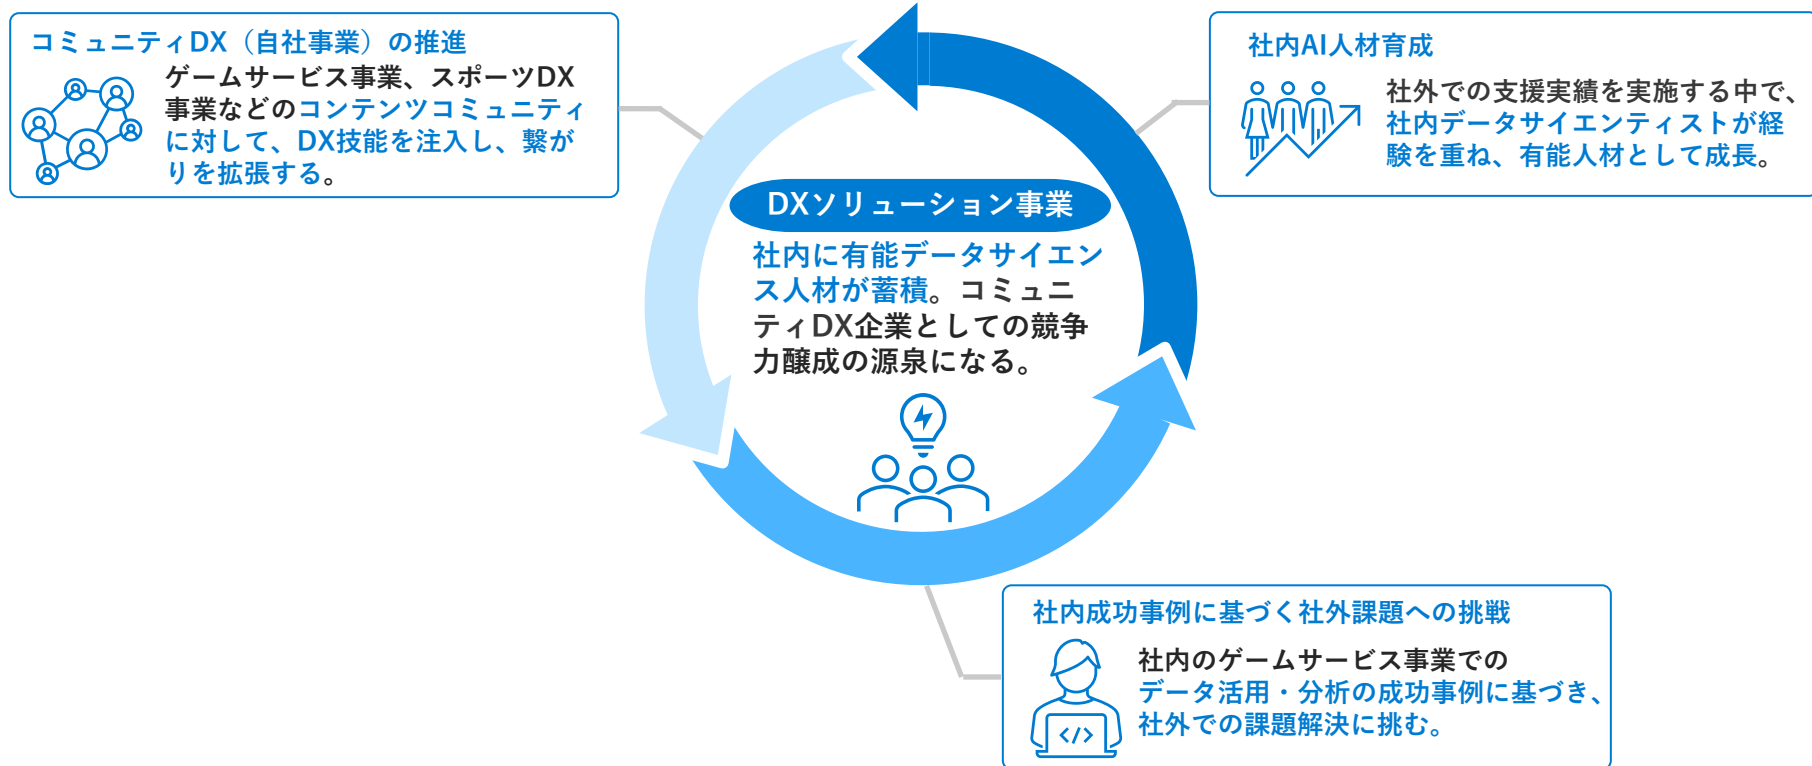 コミュニティDX（自社事業）の推進
ゲームサービス事業、スポーツDX
事業などのコンテンツコミュニティ
に対して、DX技能を注入し、繋が
りを拡張する。
社内AI人材育成
社外での支援実績を実施する中で、
社内データサイエンティストが経
験を重ね、有能人材として成長。
DXソリューション事業
社内に有能データサイエン
ス人材が蓄積。コミュニ
ティDX企業としての競争
力醸成の源泉になる。
社内成功事例に基づく社外課題への挑戦
社内のゲームサービス事業での
データ活用・分析の成功事例に基づき、
社外での課題解決に挑む。
</>